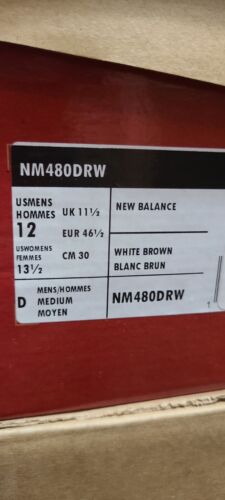 NM480DRW
USMENS
HOMMES
12
USWOMENS
FEMMES
13½
UK 11½
EUR 46½
CM 30
NEW BALANCE
WHITE BROWN
BLANC BRUN
D
MENS/HOMMES
MEDIUM
MOYEN
NM480DRW